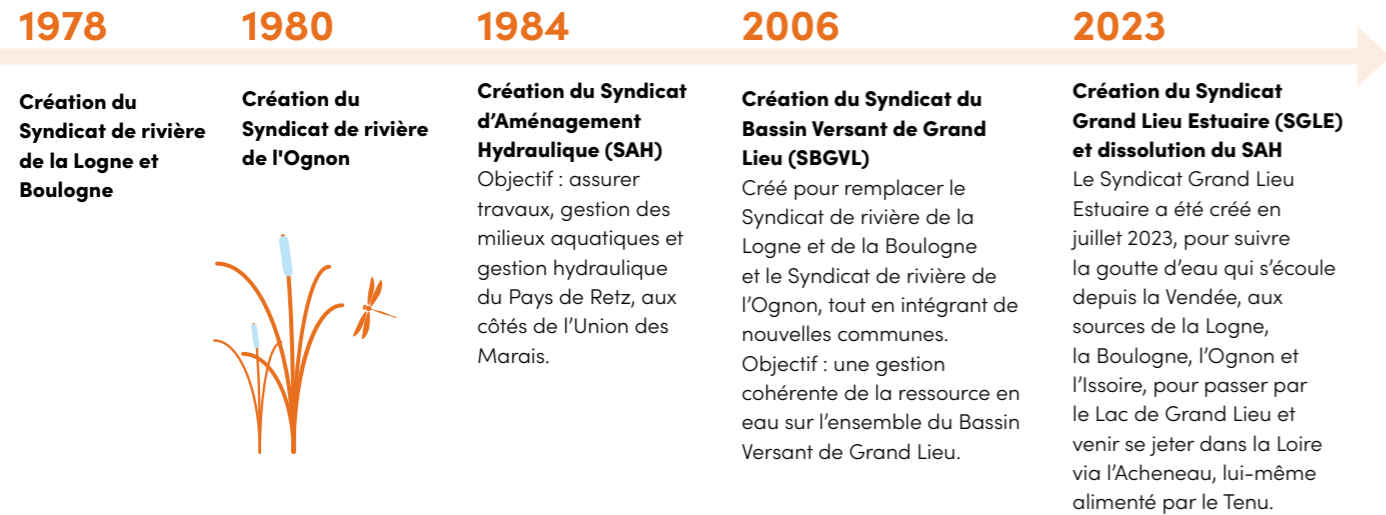 1978
Création du
Syndicat de rivière
de la Logne et
Boulogne
1980
Création du
Syndicat de rivière
de l'Ognon
1984
Création du Syndicat
d’Aménagement
Hydraulique (SAH)
Objectif : assurer
travaux, gestion des
milieux aquatiques et
gestion hydraulique
du Pays de Retz, aux
côtés de l’Union des
Marais.
2006
Création du Syndicat du
Bassin Versant de Grand
Lieu (SBGVL)
Créé pour remplacer le
Syndicat de rivière de la
Logne et de la Boulogne
et le Syndicat de rivière de
l’Ognon, tout en intégrant de
nouvelles communes.
Objectif : une gestion
cohérente de la ressource en
eau sur l’ensemble du Bassin
Versant de Grand Lieu.
2023
Création du Syndicat
Grand Lieu Estuaire (SGLE)
et dissolution du SAH
Le Syndicat Grand Lieu
Estuaire a été créé en
juillet 2023, pour suivre
la goutte d’eau qui s’écoule
depuis la Vendée, aux
sources de la Logne,
la Boulogne, l’Ognon et
l’Issoire, pour passer par
le Lac de Grand Lieu et
venir se jeter dans la Loire
via l’Acheneau, lui-même
alimenté par le Tenu.